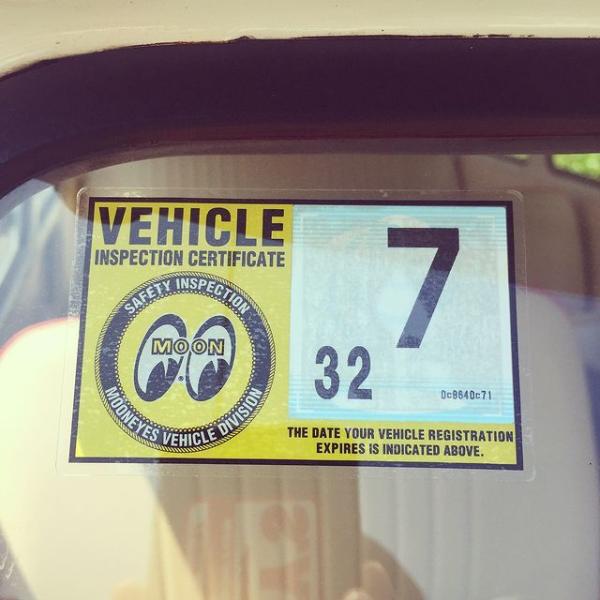 VEHICLE
INSPECTION CERTIFICATE
SAFETY INSPECTION
MOON
MOONEYES VEHICLE DIVISION
7
32
Dc8640c71
THE DATE YOUR VEHICLE REGISTRATION
EXPIRES IS INDICATED ABOVE.